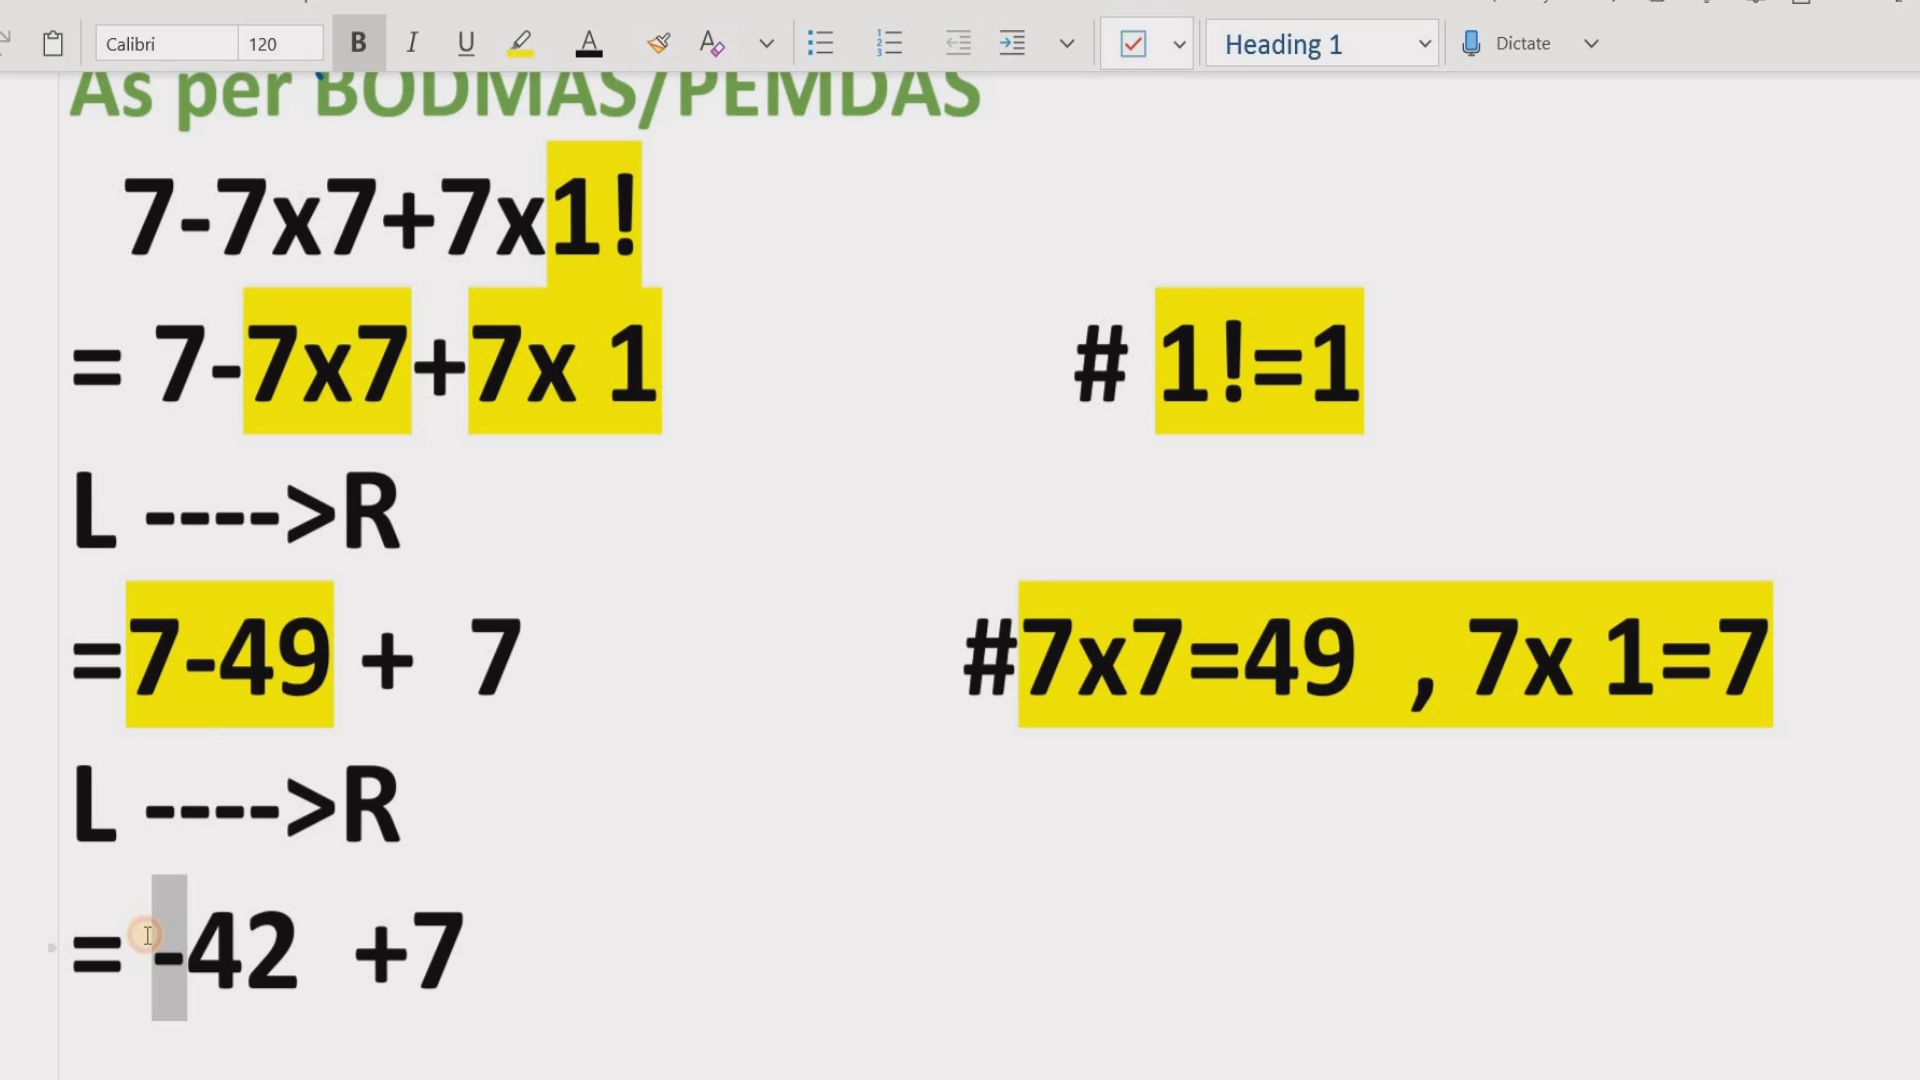 Calibri 120 B I U A A Heading 1 Dictate
As per BODMAS/PEMDAS
7-7x7+7x1!
= 7-7x7+7x 1 # 1!=1
L ---->R
=7-49 + 7 #7x7=49 , 7x 1=7
L ---->R
= -42 +7